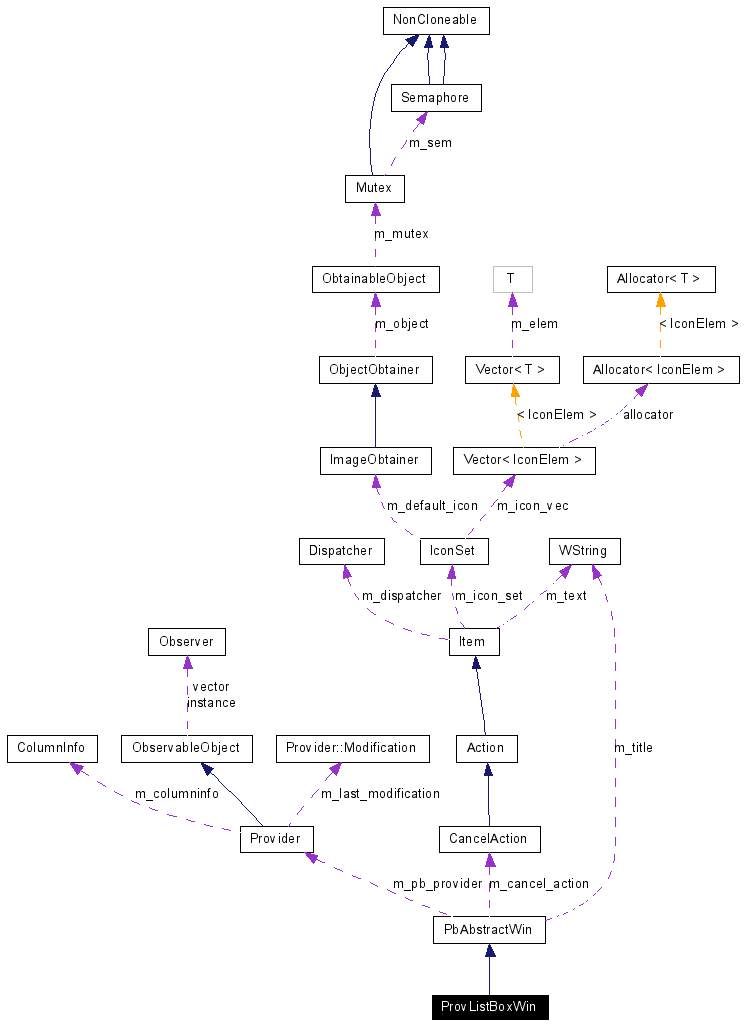 NonCloneable
Semaphore
m_sem
Mutex
m_mutex
ObtainableObject
T
Allocator< T >
m_object
m_elem
< IconElem >
ObjectObtainer
Vector< T >
Allocator< IconElem >
< IconElem >
allocator
ImageObtainer
Vector< IconElem >
m_default_icon
m_icon_vec
Dispatcher
IconSet
WString
m_dispatcher
m_icon_set
m_text
Observer
Item
vector
instance
ColumnInfo
ObservableObject
Provider::Modification
Action
m_title
m_columninfo
m_last_modification
Provider
CancelAction
m_pb_provider
m_cancel_action
PbAbstractWin
ProvListBoxWin